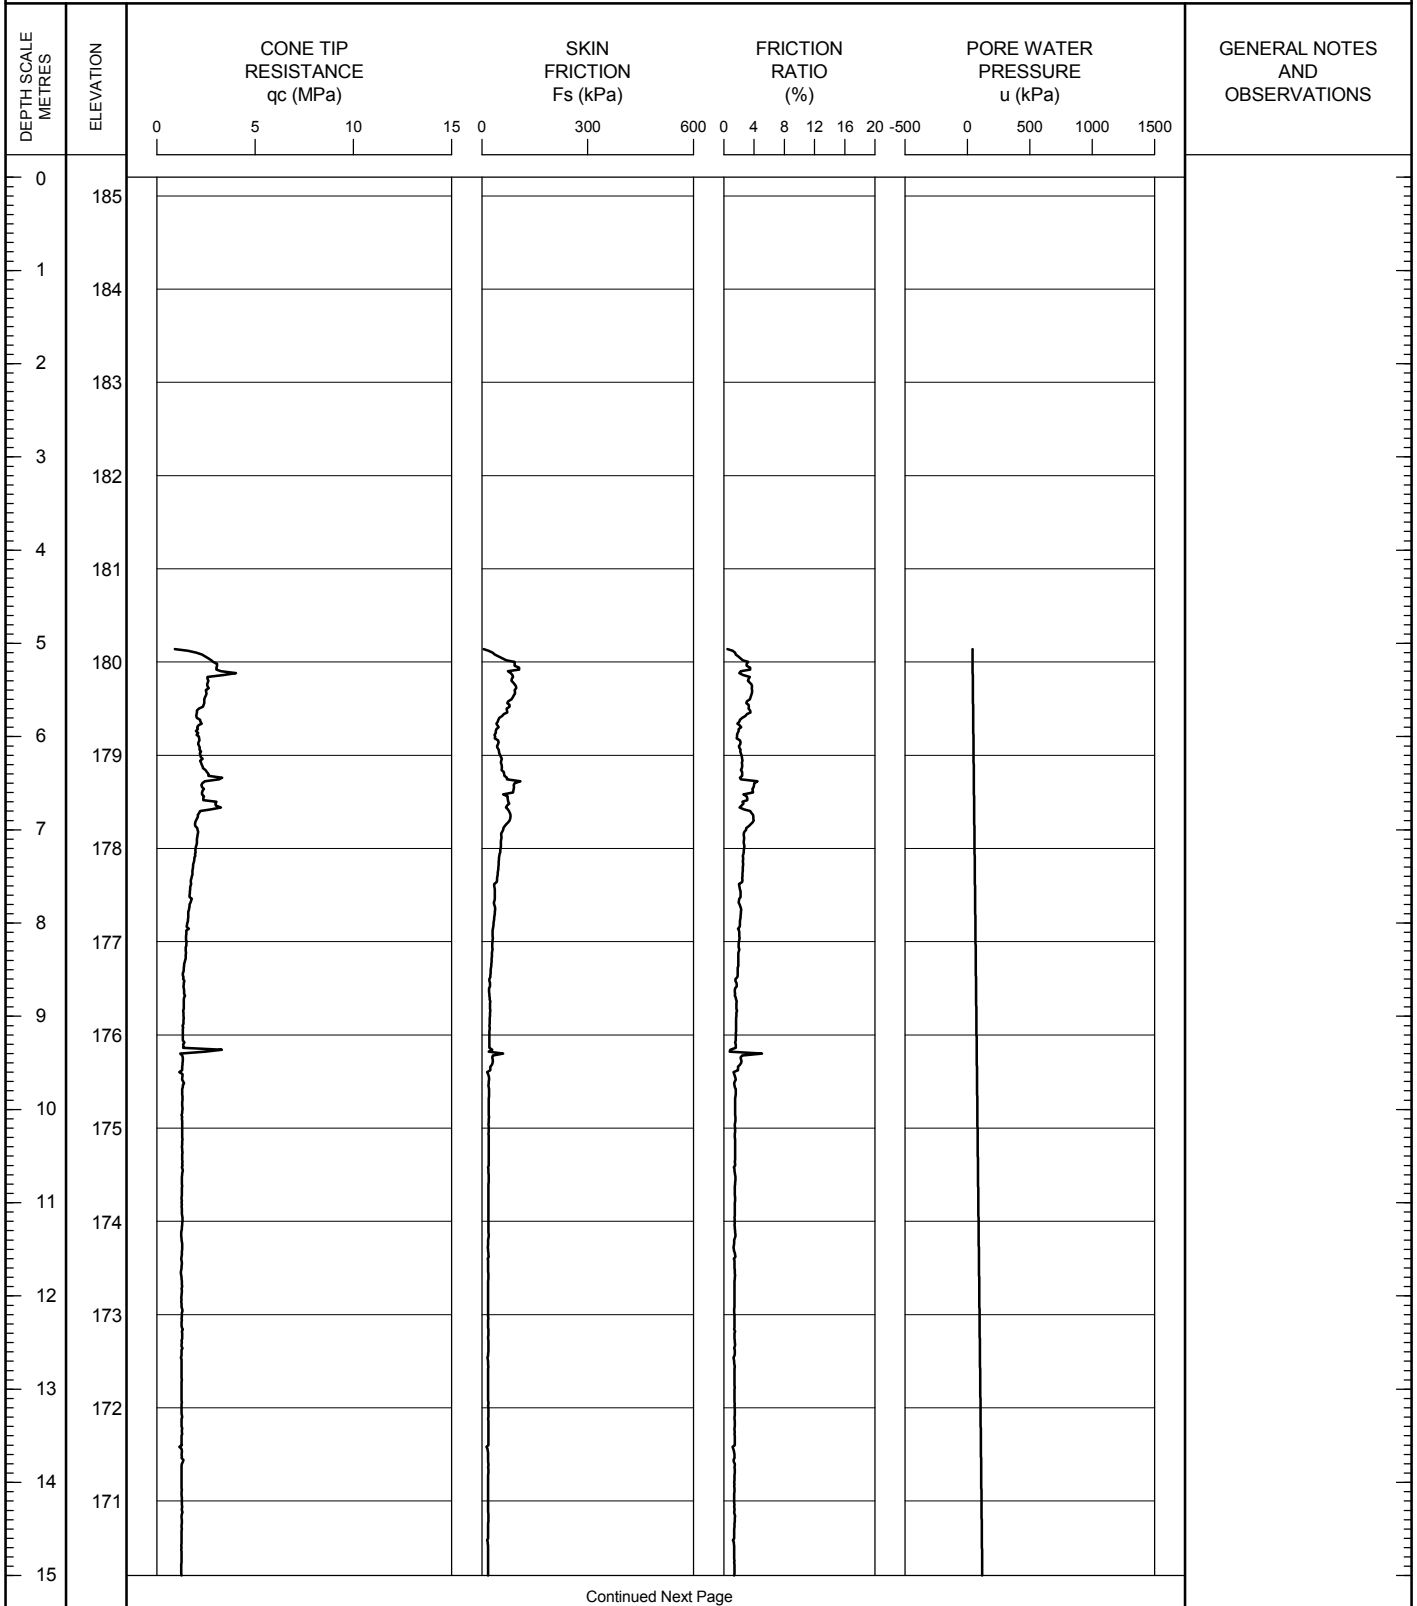 DEPTH SCALE
METRES
ELEVATION
CONE TIP
RESISTANCE
qc (MPa)
0 5 10 15
SKIN
FRICTION
Fs (kPa)
0 300 600
FRICTION
RATIO
(%)
0 4 8 12 16 20
PORE WATER
PRESSURE
u (kPa)
-500 0 500 1000 1500
GENERAL NOTES
AND
OBSERVATIONS
0
185
1
184
2
183
3
182
4
181
5
180
6
179
7
178
8
177
9
176
10
175
11
174
12
173
13
172
14
171
15
Continued Next Page